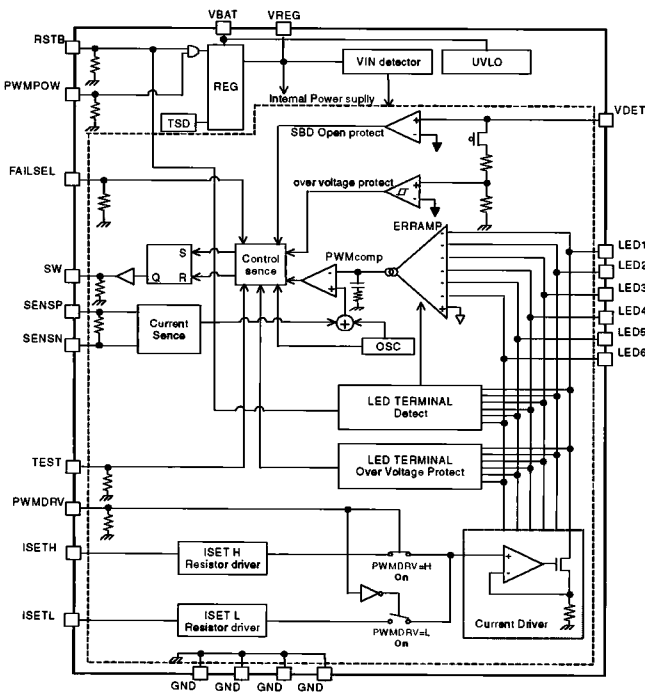 VBAT
VREG
RSTB
PWMPOW
REG
VIN detector
UVLO
TSD
Internal Power supliy
VDET
SBD Open protect
FAILSEL
over voltage protect
ERRAMP
LED1
LED2
LED3
LED4
LED5
LED6
S
Q
R
Control
sence
PWMcomp
SW
SENSP
SENSN
Current
Sence
OSC
LED TERMINAL
Detect
TEST
LED TERMINAL
Over Voltage Protect
PWMDRV
ISETH
ISET H
Resistor driver
PWMDRV=H
On
ISETL
ISET L
Resistor driver
PWMDRV=L
On
Current Driver
GND
GND
GND
GND